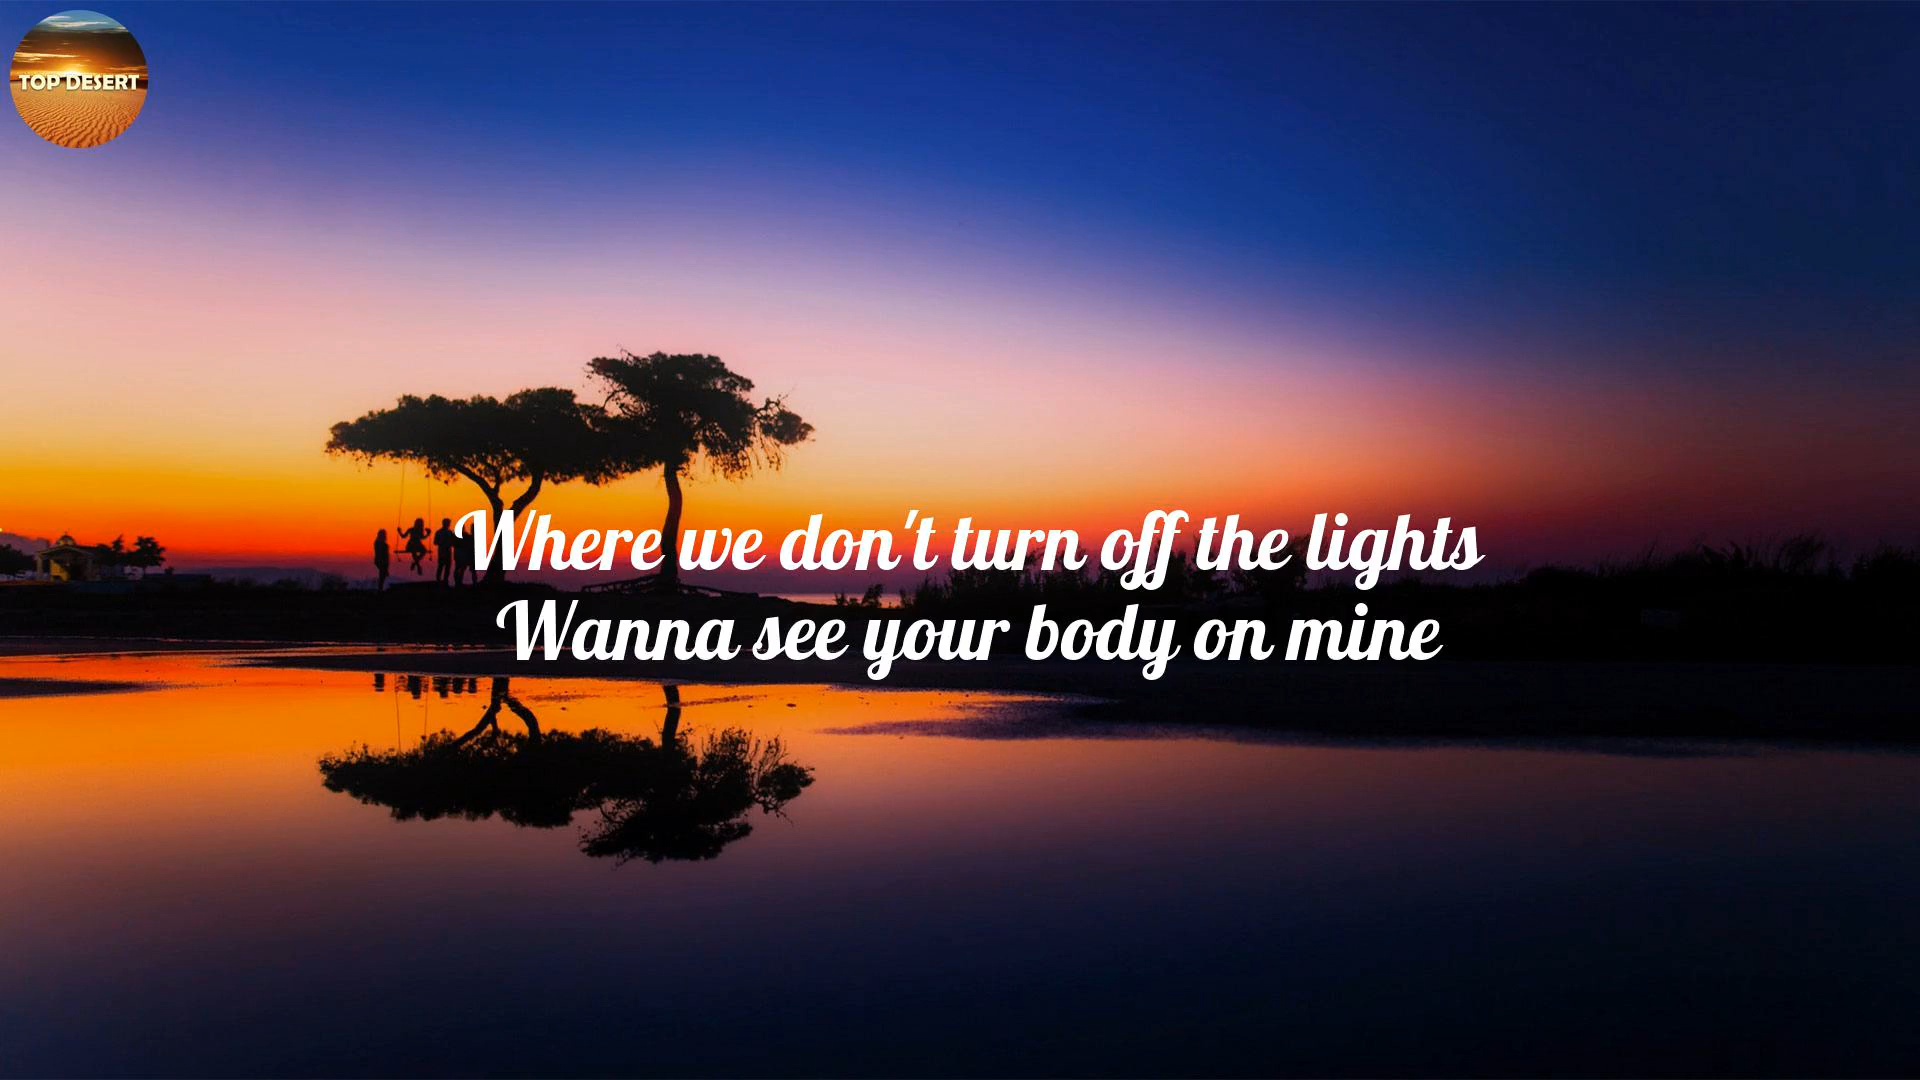 TOP DESERT
Where we don't turn off the lights
Wanna see your body on mine